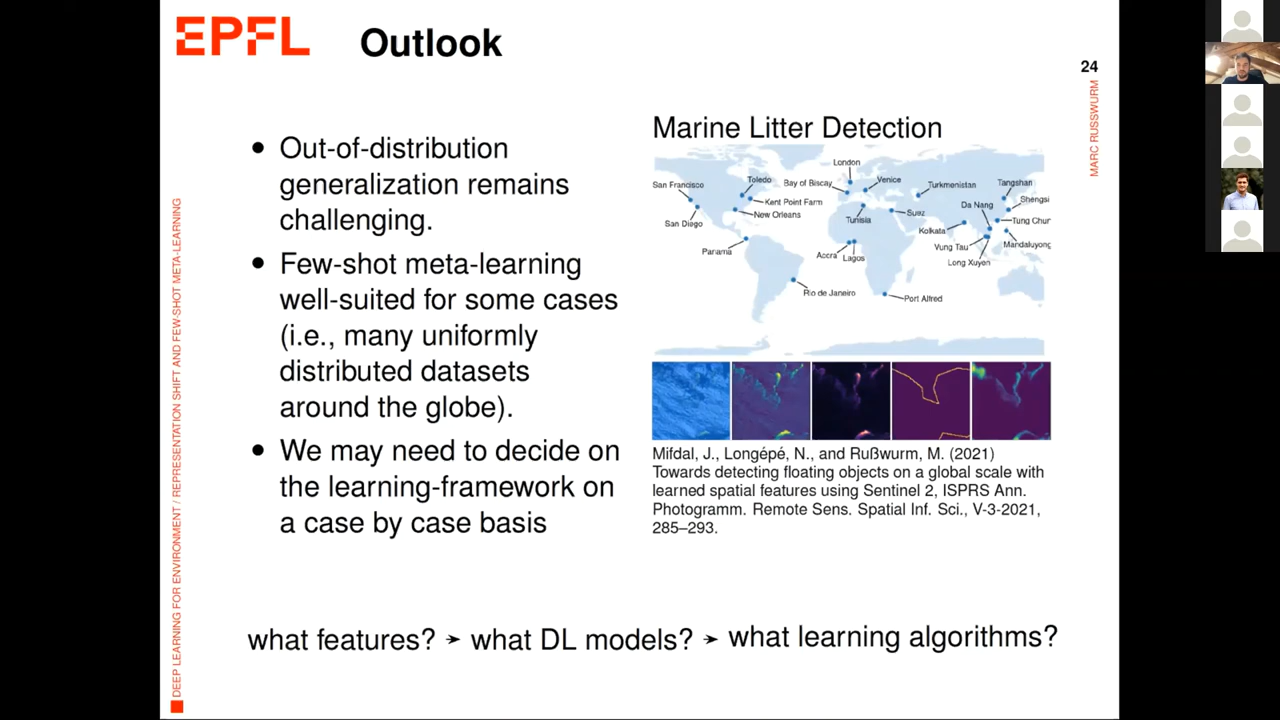 EPFL
Outlook
24
MARC RUSSWURM
DEEP LEARNING FOR ENVIRONMENT / REPRESENTATION SHIFT AND FEW-SHOT META-LEARNING
• Out-of-distribution
generalization remains
challenging.
• Few-shot meta-learning
well-suited for some cases
(i.e., many uniformly
distributed datasets
around the globe).
• We may need to decide on
the learning-framework on
a case by case basis
Marine Litter Detection
London
San Francisco
Toledo
Bay of Biscay
Venice
Turkmenistan
Tangshan
Kent Point Farm
Da Nang
Shengsi
New Orleans
San Diego
Tunisia
Suez
Tung Chur
Kolkata
Mandaluyong
Vung Tau
Panama
Accra
Lagos
Long Xuyen
Rio de Janeiro
Port Alfred
Mifdal, J., Longépé, N., and Rußwurm, M. (2021)
Towards detecting floating objects on a global scale with
learned spatial features using Sentinel 2, ISPRS Ann.
Photogramm. Remote Sens. Spatial Inf. Sci., V-3-2021,
285–293.
what features? ➛ what DL models? ➛ what learning algorithms?